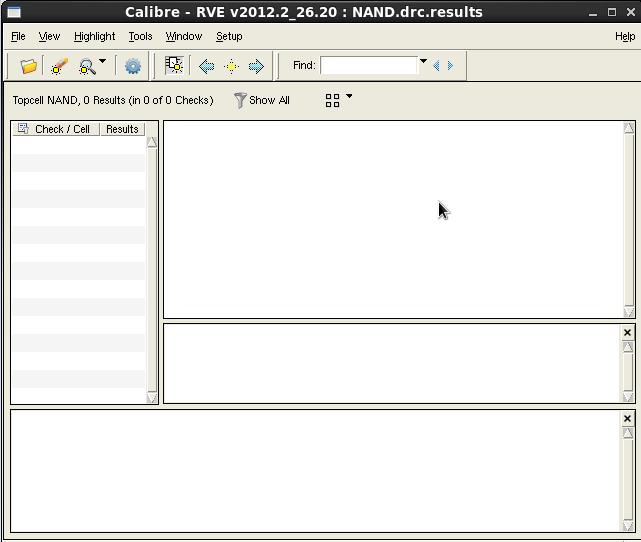 Calibre - RVE v2012.2_26.20 : NAND.drc.results
File View Highlight Tools Window Setup Help
Find:
Topcell NAND, 0 Results (in 0 of 0 Checks) Show All
Check / Cell Results